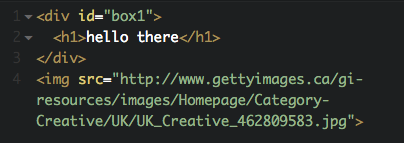 1 <div id="box1">
2 <h1>hello there</h1>
3 </div>
4 <img src="http://www.gettyimages.ca/gi-
resources/images/Homepage/Category-
Creative/UK/UK_Creative_462809583.jpg">